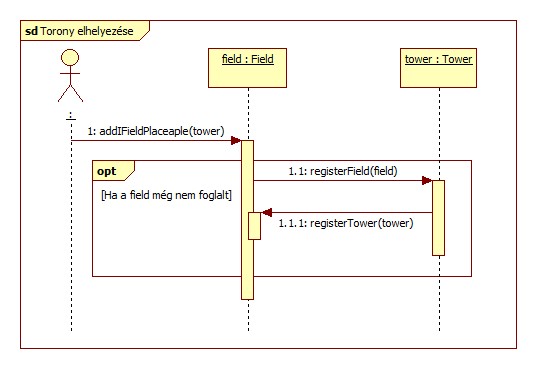 sd Torony elhelyezése
field : Field
tower : Tower
:
1: addIFieldPlaceaple(tower)
opt
1.1: registerField(field)
[Ha a field még nem foglalt]
1.1.1: registerTower(tower)